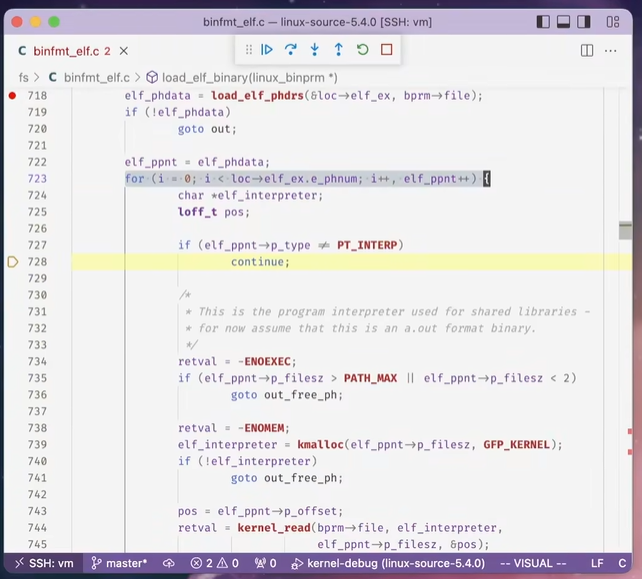 binfmt_elf.c — linux-source-5.4.0 [SSH: vm]
C binfmt_elf.c 2
fs > C binfmt_elf.c > load_elf_binary(linux_binprm *)
718 elf_phdata = load_elf_phdrs(&loc->elf_ex, bprm->file);
719 if (!elf_phdata)
720 goto out;
721
722 elf_ppnt = elf_phdata;
723 for (i = 0; i < loc->elf_ex.e_phnum; i++, elf_ppnt++) {
724 char *elf_interpreter;
725 loff_t pos;
726
727 if (elf_ppnt->p_type != PT_INTERP)
728 continue;
729
730 /*
731 * This is the program interpreter used for shared libraries -
732 * for now assume that this is an a.out format binary.
733 */
734 retval = -ENOEXEC;
735 if (elf_ppnt->p_filesz > PATH_MAX || elf_ppnt->p_filesz < 2)
736 goto out_free_ph;
737
738 retval = -ENOMEM;
739 elf_interpreter = kmalloc(elf_ppnt->p_filesz, GFP_KERNEL);
740 if (!elf_interpreter)
741 goto out_free_ph;
742
743 pos = elf_ppnt->p_offset;
744 retval = kernel_read(bprm->file, elf_interpreter,
745 elf_ppnt->p_filesz, &pos);
SSH: vm master* 2 0 0 kernel-debug (linux-source-5.4.0) -- VISUAL -- LF C